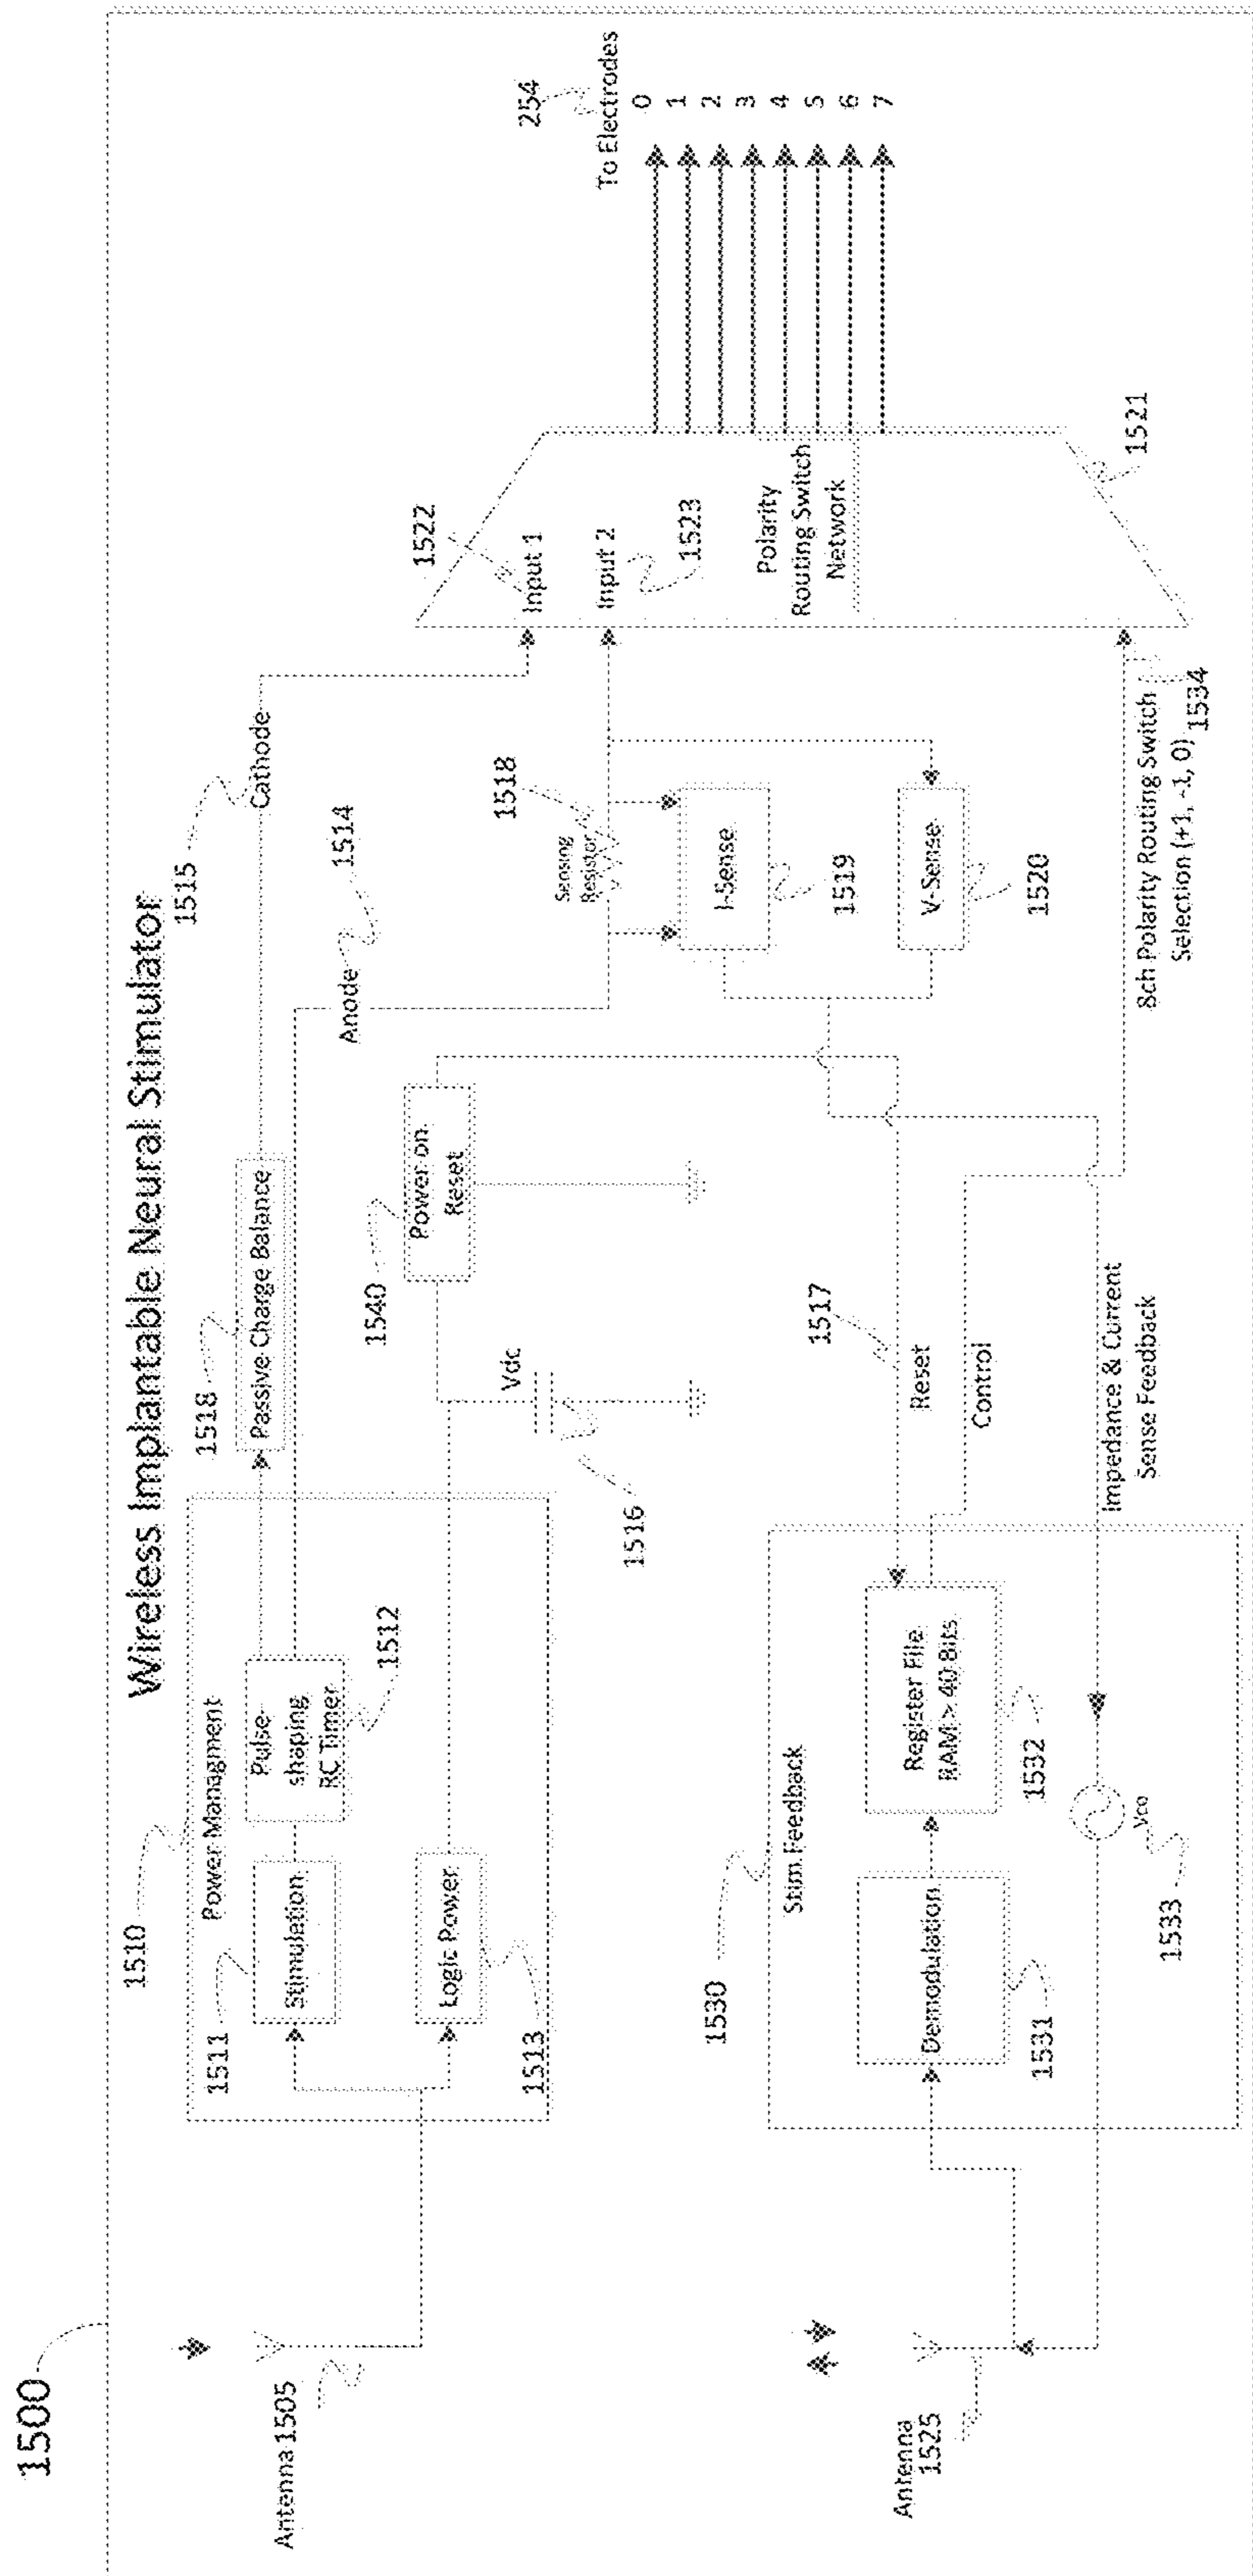 1500
Wireless Implantable Neural Stimulator
1510
Power Managment
1511
Stimulation
Pulse
shaping
RC Timer
1512
Logic Power
1513
Antenna 1505
1518
Passive Charge Balance
1515
Cathode
Anode
1514
1540
Power on
Reset
Vdc
1516
1518
Sensing
Resistor
I-Sense
1519
V-Sense
1520
1522
Input 1
Input 2
1523
Polarity
Routing Switch
Network
1521
254
To Electrodes
0
1
2
3
4
5
6
7
1517
Reset
Control
Impedance & Current
Sense Feedback
8ch Polarity Routing Switch
Selection (+1, -1, 0)
1534
1530
Stim Feedback
Demodulation
1531
Register File
RAM > 40 Bits
1532
Vco
1533
Antenna
1525